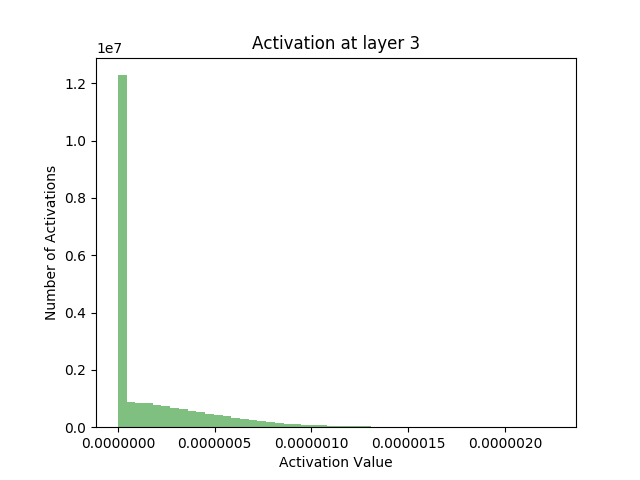 Activation at layer 3
1e7
1.2
1.0
0.8
0.6
0.4
0.2
0.0
Number of Activations
0.0000000 0.0000005 0.0000010 0.0000015 0.0000020
Activation Value